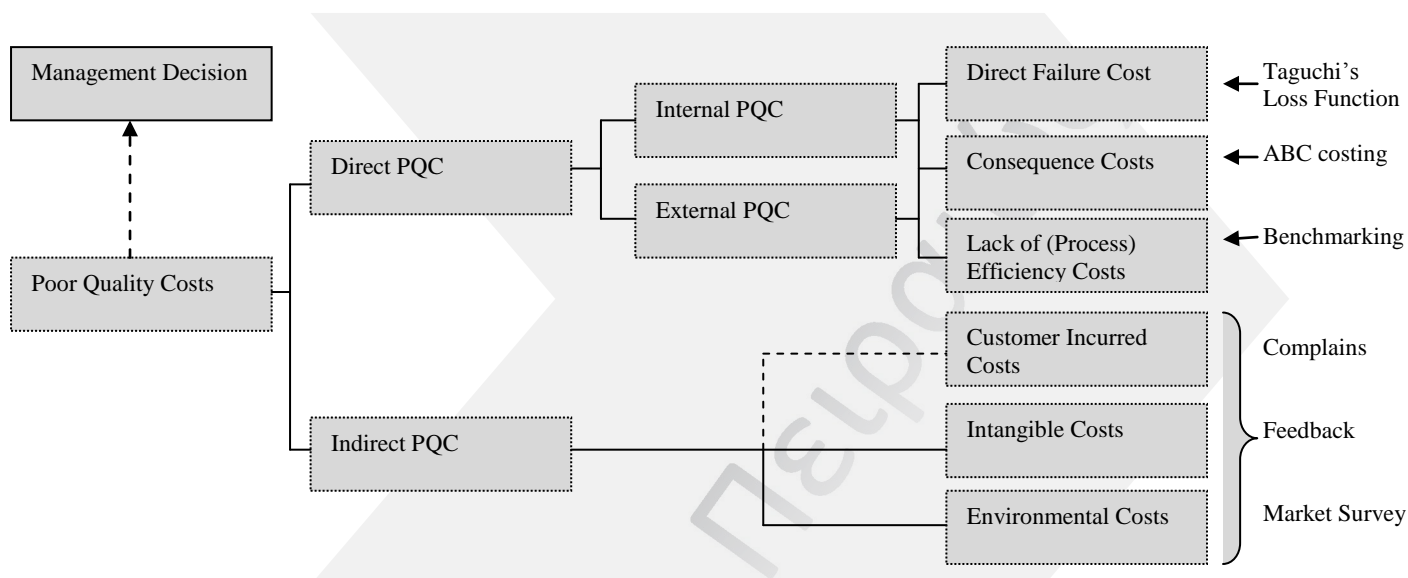 Management Decision
Poor Quality Costs
Direct PQC
Indirect PQC
Internal PQC
External PQC
Direct Failure Cost
Consequence Costs
Lack of (Process)
Efficiency Costs
Customer Incurred
Costs
Intangible Costs
Environmental Costs
Taguchi’s
Loss Function
ABC costing
Benchmarking
Complains
Feedback
Market Survey